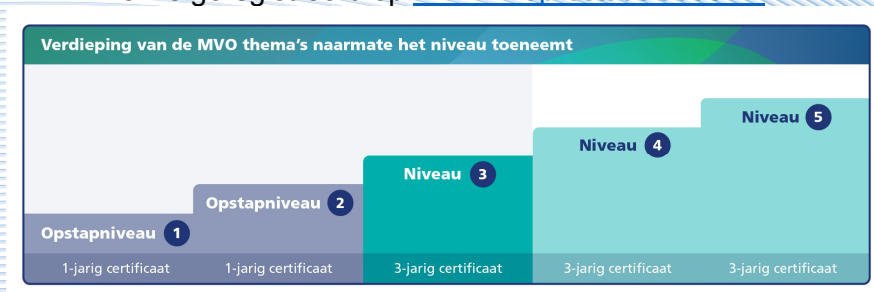 Verdieping van de MVO thema's naarmate het niveau toeneemt
Niveau 5
Niveau 4
Niveau 3
Opstapniveau 2
Opstapniveau 1
1-jarig certificaat 1-jarig certificaat 3-jarig certificaat 3-jarig certificaat 3-jarig certificaat